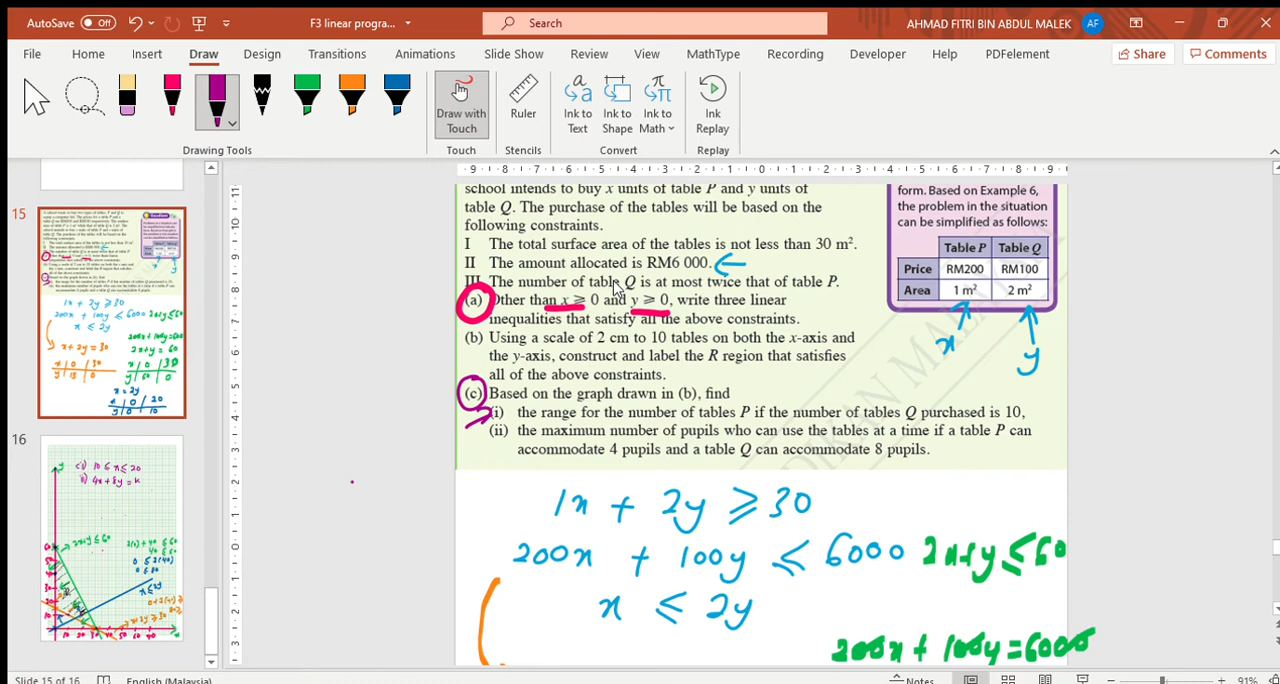 AutoSave Off F3 linear progra... Search AHMAD FITRI BIN ABDUL MALEK AF
File Home Insert Draw Design Transitions Animations Slide Show Review View MathType Recording Developer Help PDFelement Share Comments
Draw with Touch Ruler Ink to Text Ink to Shape Ink to Math Ink Replay
Drawing Tools Touch Stencils Convert Replay
15
16
school intends to buy x units of table P and y units of
table Q. The purchase of the tables will be based on the
following constraints.
I The total surface area of the tables is not less than 30 m².
II The amount allocated is RM6 000.
III The number of table Q is at most twice that of table P.
(a) Other than x ≥ 0 and y ≥ 0, write three linear
inequalities that satisfy all the above constraints.
(b) Using a scale of 2 cm to 10 tables on both the x-axis and
the y-axis, construct and label the R region that satisfies
all of the above constraints.
(c) Based on the graph drawn in (b), find
(i) the range for the number of tables P if the number of tables Q purchased is 10,
(ii) the maximum number of pupils who can use the tables at a time if a table P can
accommodate 4 pupils and a table Q can accommodate 8 pupils.
form. Based on Example 6,
the problem in the situation
can be simplified as follows:
Table P Table Q
Price RM200 RM100
Area 1 m² 2 m²
x y
1x + 2y ≥ 30
200x + 100y ≤ 6000 2x+y ≤ 60
x ≤ 2y
200x + 100y = 6000
Slide 15 of 16 English (Malaysia) Notes 91%